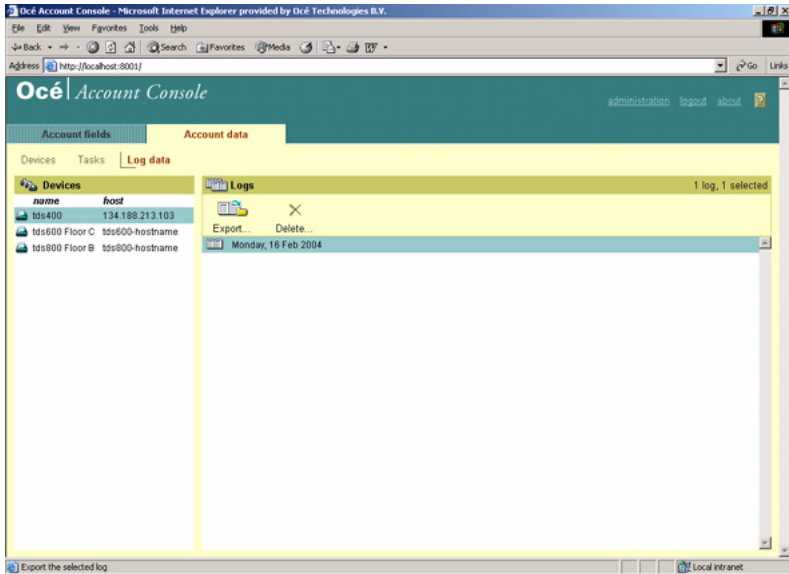 Océ Account Console - Microsoft Internet Explorer provided by Océ Technologies B.V.
File Edit View Favorites Tools Help
Back Search Favorites Media
Address http://localhost:8001/ Go Links
Océ Account Console
administration logout about ?
Account fields Account data
Devices Tasks Log data
Devices Logs 1 log, 1 selected
name host
tds400 134.188.213.103
tds600 Floor C tds600-hostname
tds800 Floor B tds800-hostname
Export... Delete...
Monday, 16 Feb 2004
Export the selected log Local intranet